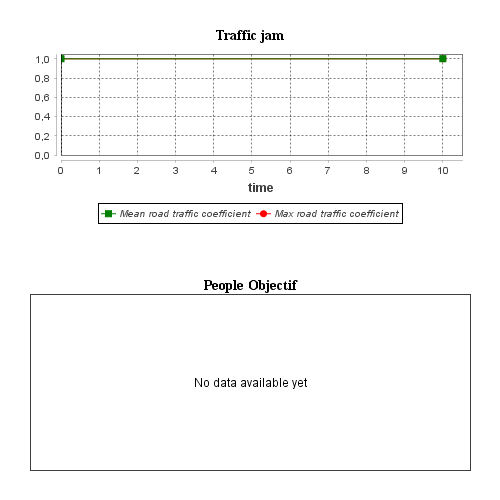 Traffic jam
1,0
0,8
0,6
0,4
0,2
0,0
0 1 2 3 4 5 6 7 8 9 10
time
Mean road traffic coefficient Max road traffic coefficient
People Objectif
No data available yet